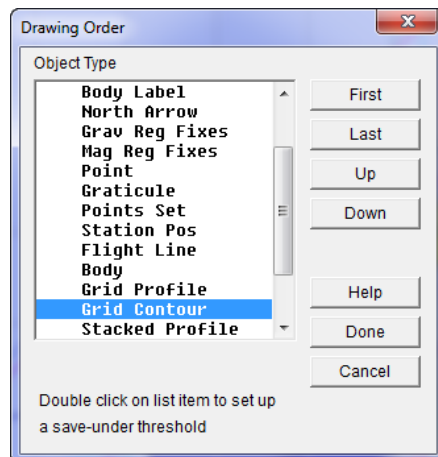 Drawing Order
Object Type
Body Label
North Arrow
Grav Reg Fixes
Mag Reg Fixes
Point
Graticule
Points Set
Station Pos
Flight Line
Body
Grid Profile
Grid Contour
Stacked Profile
First
Last
Up
Down
Help
Done
Cancel
Double click on list item to set up
a save-under threshold